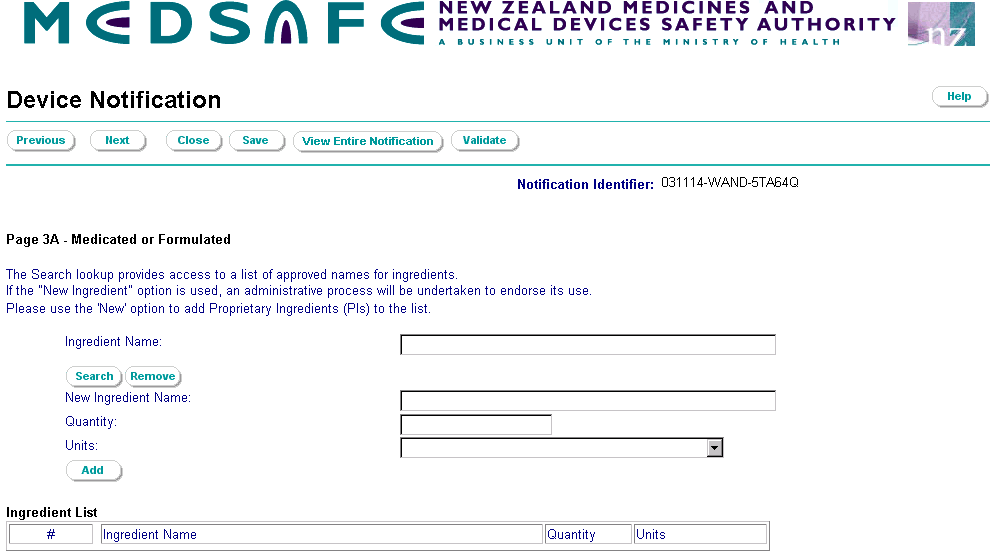 MEDSAFE
NEW ZEALAND MEDICINES AND
MEDICAL DEVICES SAFETY AUTHORITY
A BUSINESS UNIT OF THE MINISTRY OF HEALTH
nz
Device Notification
Help
Previous Next Close Save View Entire Notification Validate
Notification Identifier: 031114-WAND-5TA64Q
Page 3A - Medicated or Formulated
The Search lookup provides access to a list of approved names for ingredients.
If the "New Ingredient" option is used, an administrative process will be undertaken to endorse its use.
Please use the 'New' option to add Proprietary Ingredients (PIs) to the list.
Ingredient Name:
Search Remove
New Ingredient Name:
Quantity:
Units:
Add
Ingredient List
# Ingredient Name Quantity Units